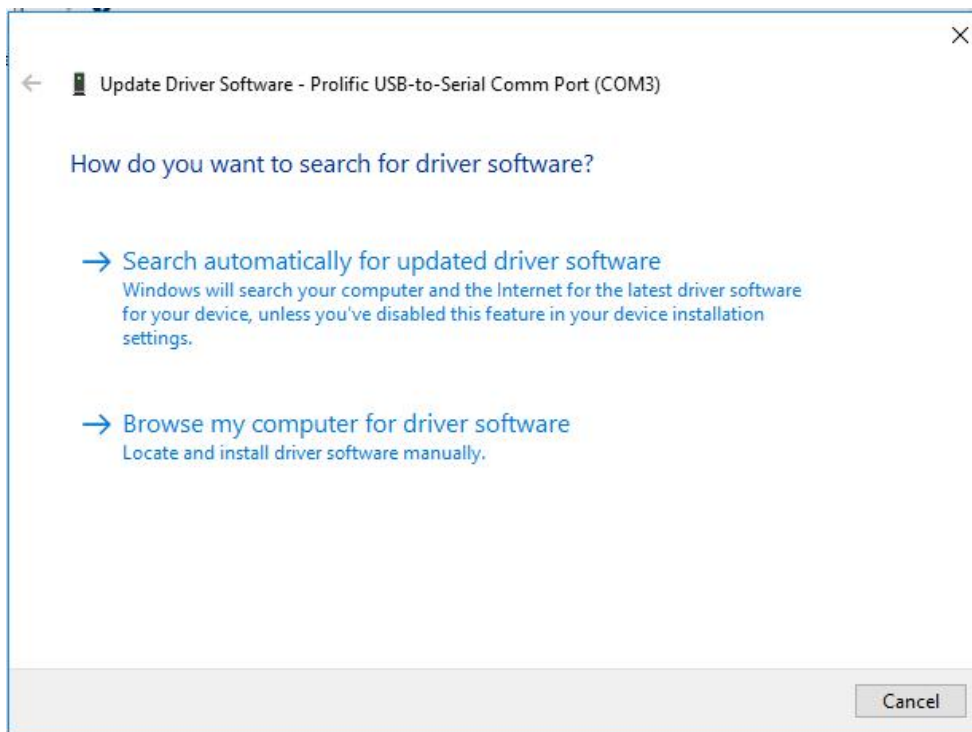 Update Driver Software - Prolific USB-to-Serial Comm Port (COM3)
How do you want to search for driver software?
Search automatically for updated driver software
Windows will search your computer and the Internet for the latest driver software
for your device, unless you've disabled this feature in your device installation
settings.
Browse my computer for driver software
Locate and install driver software manually.
Cancel